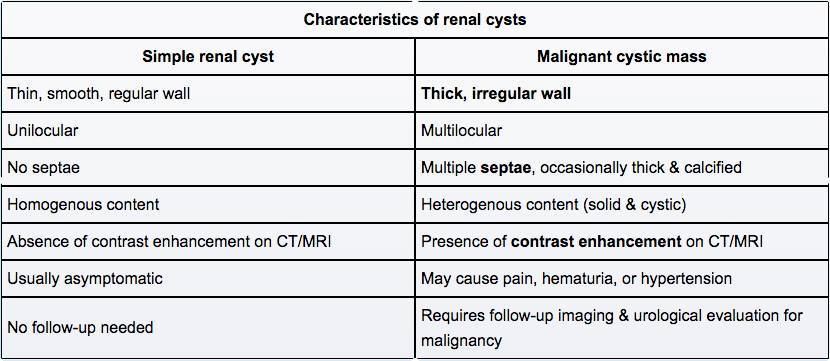 Characteristics of renal cysts
Simple renal cyst
Malignant cystic mass
Thin, smooth, regular wall
Thick, irregular wall
Unilocular
Multilocular
No septae
Multiple septae, occasionally thick & calcified
Homogenous content
Heterogenous content (solid & cystic)
Absence of contrast enhancement on CT/MRI
Presence of contrast enhancement on CT/MRI
Usually asymptomatic
May cause pain, hematuria, or hypertension
No follow-up needed
Requires follow-up imaging & urological evaluation for
malignancy